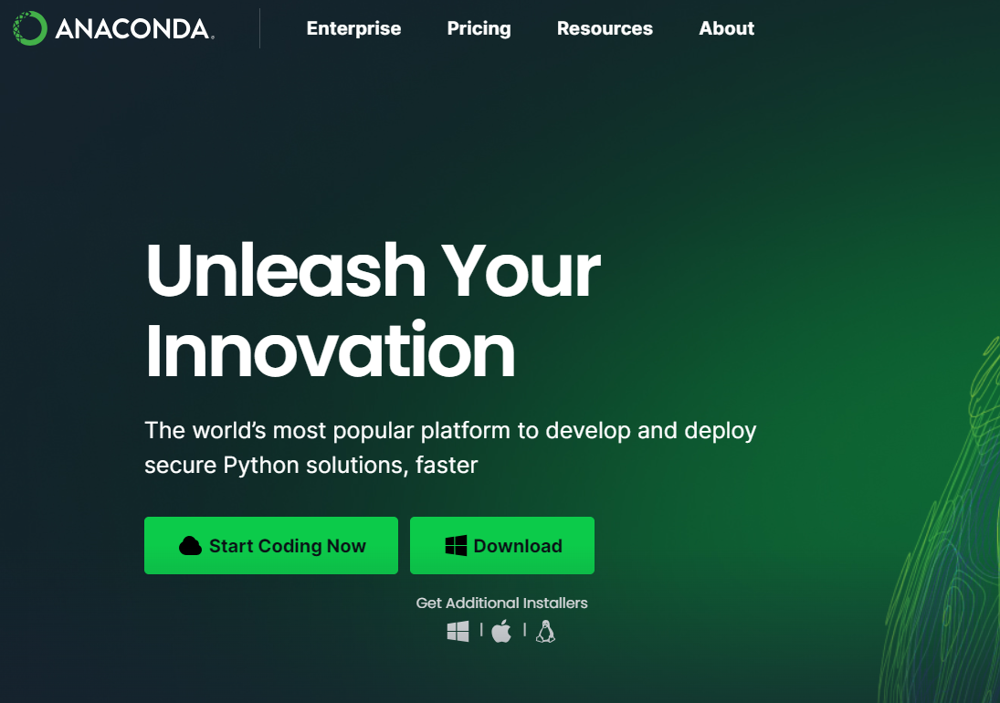 ANACONDA
Enterprise Pricing Resources About
Unleash Your
Innovation
The world’s most popular platform to develop and deploy
secure Python solutions, faster
Start Coding Now Download
Get Additional Installers